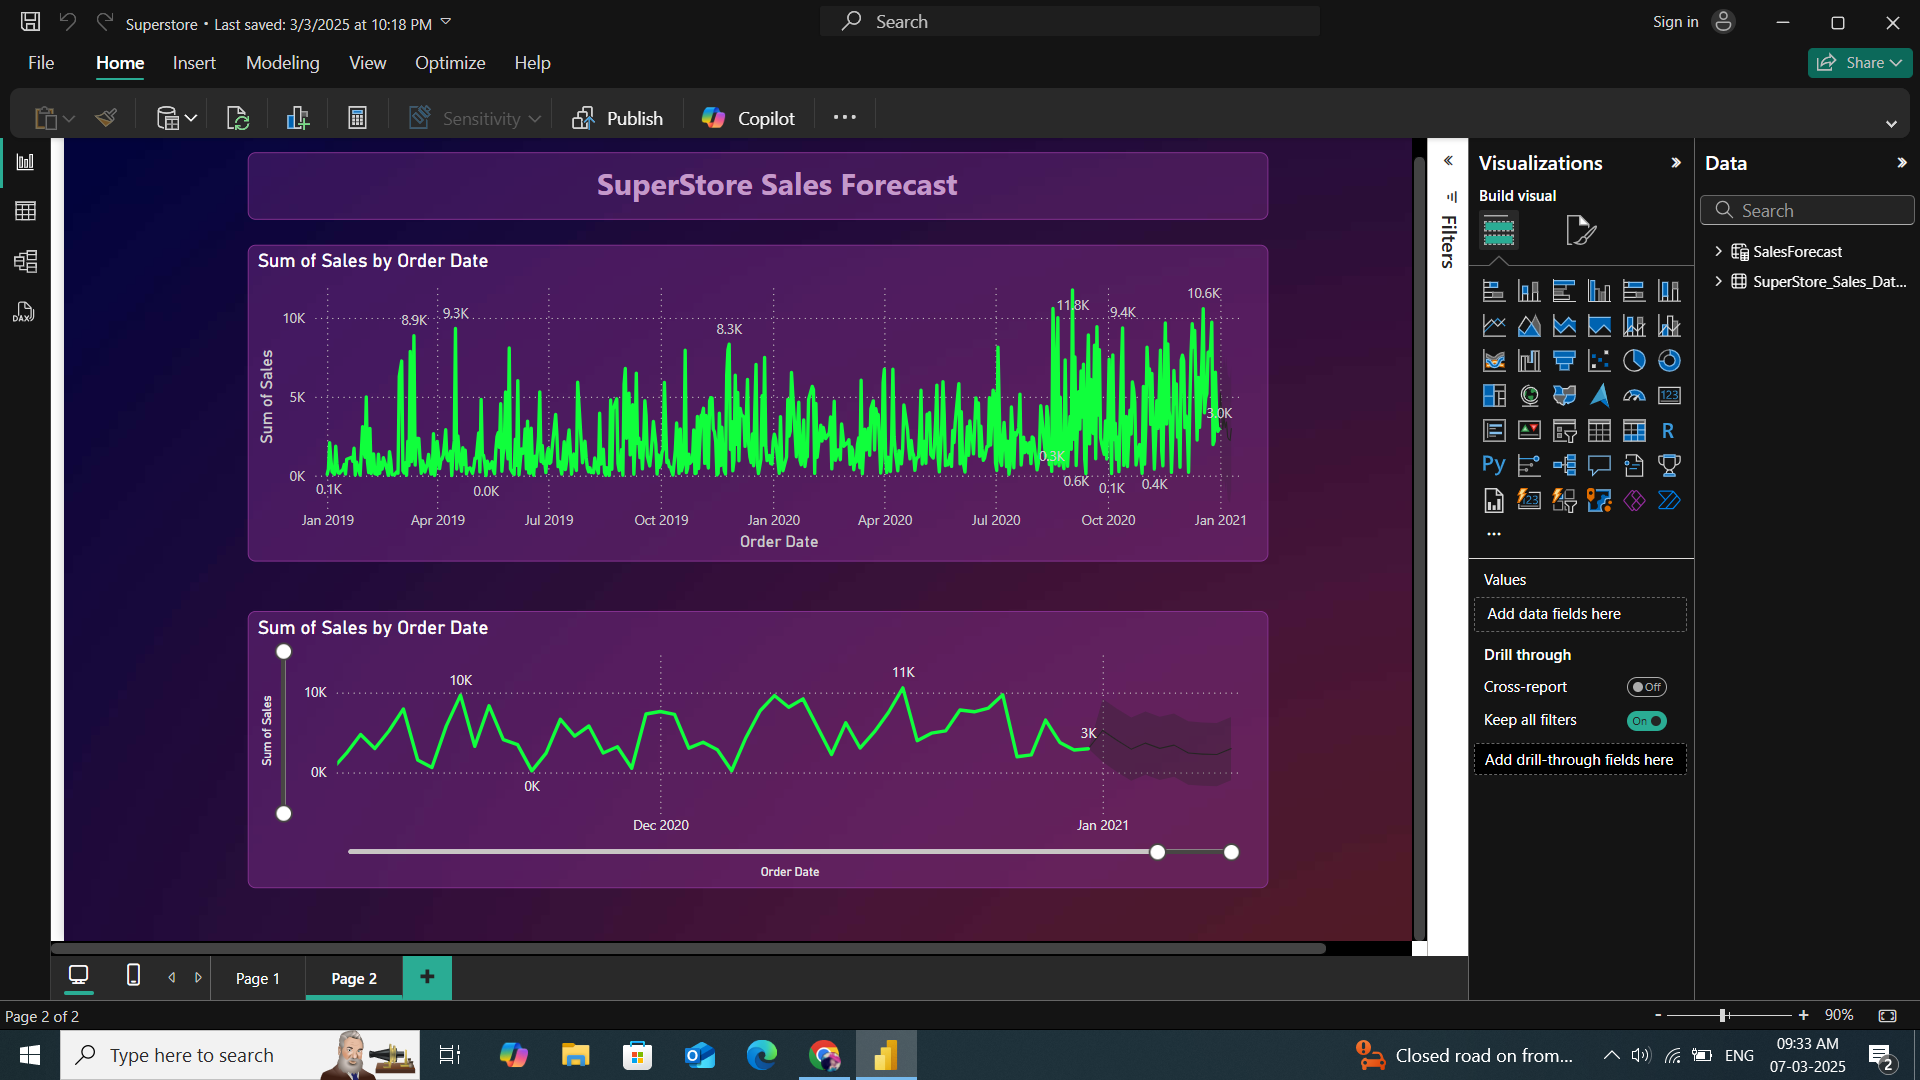 Superstore • Last saved: 3/3/2025 at 10:18 PM
Search
Sign in
File Home Insert Modeling View Optimize Help
Share
Sensitivity
Publish
Copilot
SuperStore Sales Forecast
Sum of Sales by Order Date
Sum of Sales
10K
5K
0K
0.1K
8.9K
9.3K
0.0K
8.3K
0.3K
11.8K
0.6K
9.4K
0.1K
0.4K
10.6K
3.0K
Jan 2019 Apr 2019 Jul 2019 Oct 2019 Jan 2020 Apr 2020 Jul 2020 Oct 2020 Jan 2021
Order Date
Sum of Sales by Order Date
Sum of Sales
10K
0K
10K
0K
11K
3K
Dec 2020 Jan 2021
Order Date
Filters
Visualizations
Build visual
123
R
Py
123
Values
Add data fields here
Drill through
Cross-report Off
Keep all filters On
Add drill-through fields here
Data
Search
SalesForecast
SuperStore_Sales_Dat...
DAX
Page 1 Page 2 +
Page 2 of 2
- + 90%
Type here to search
Closed road on from...
ENG
09:33 AM
07-03-2025
2